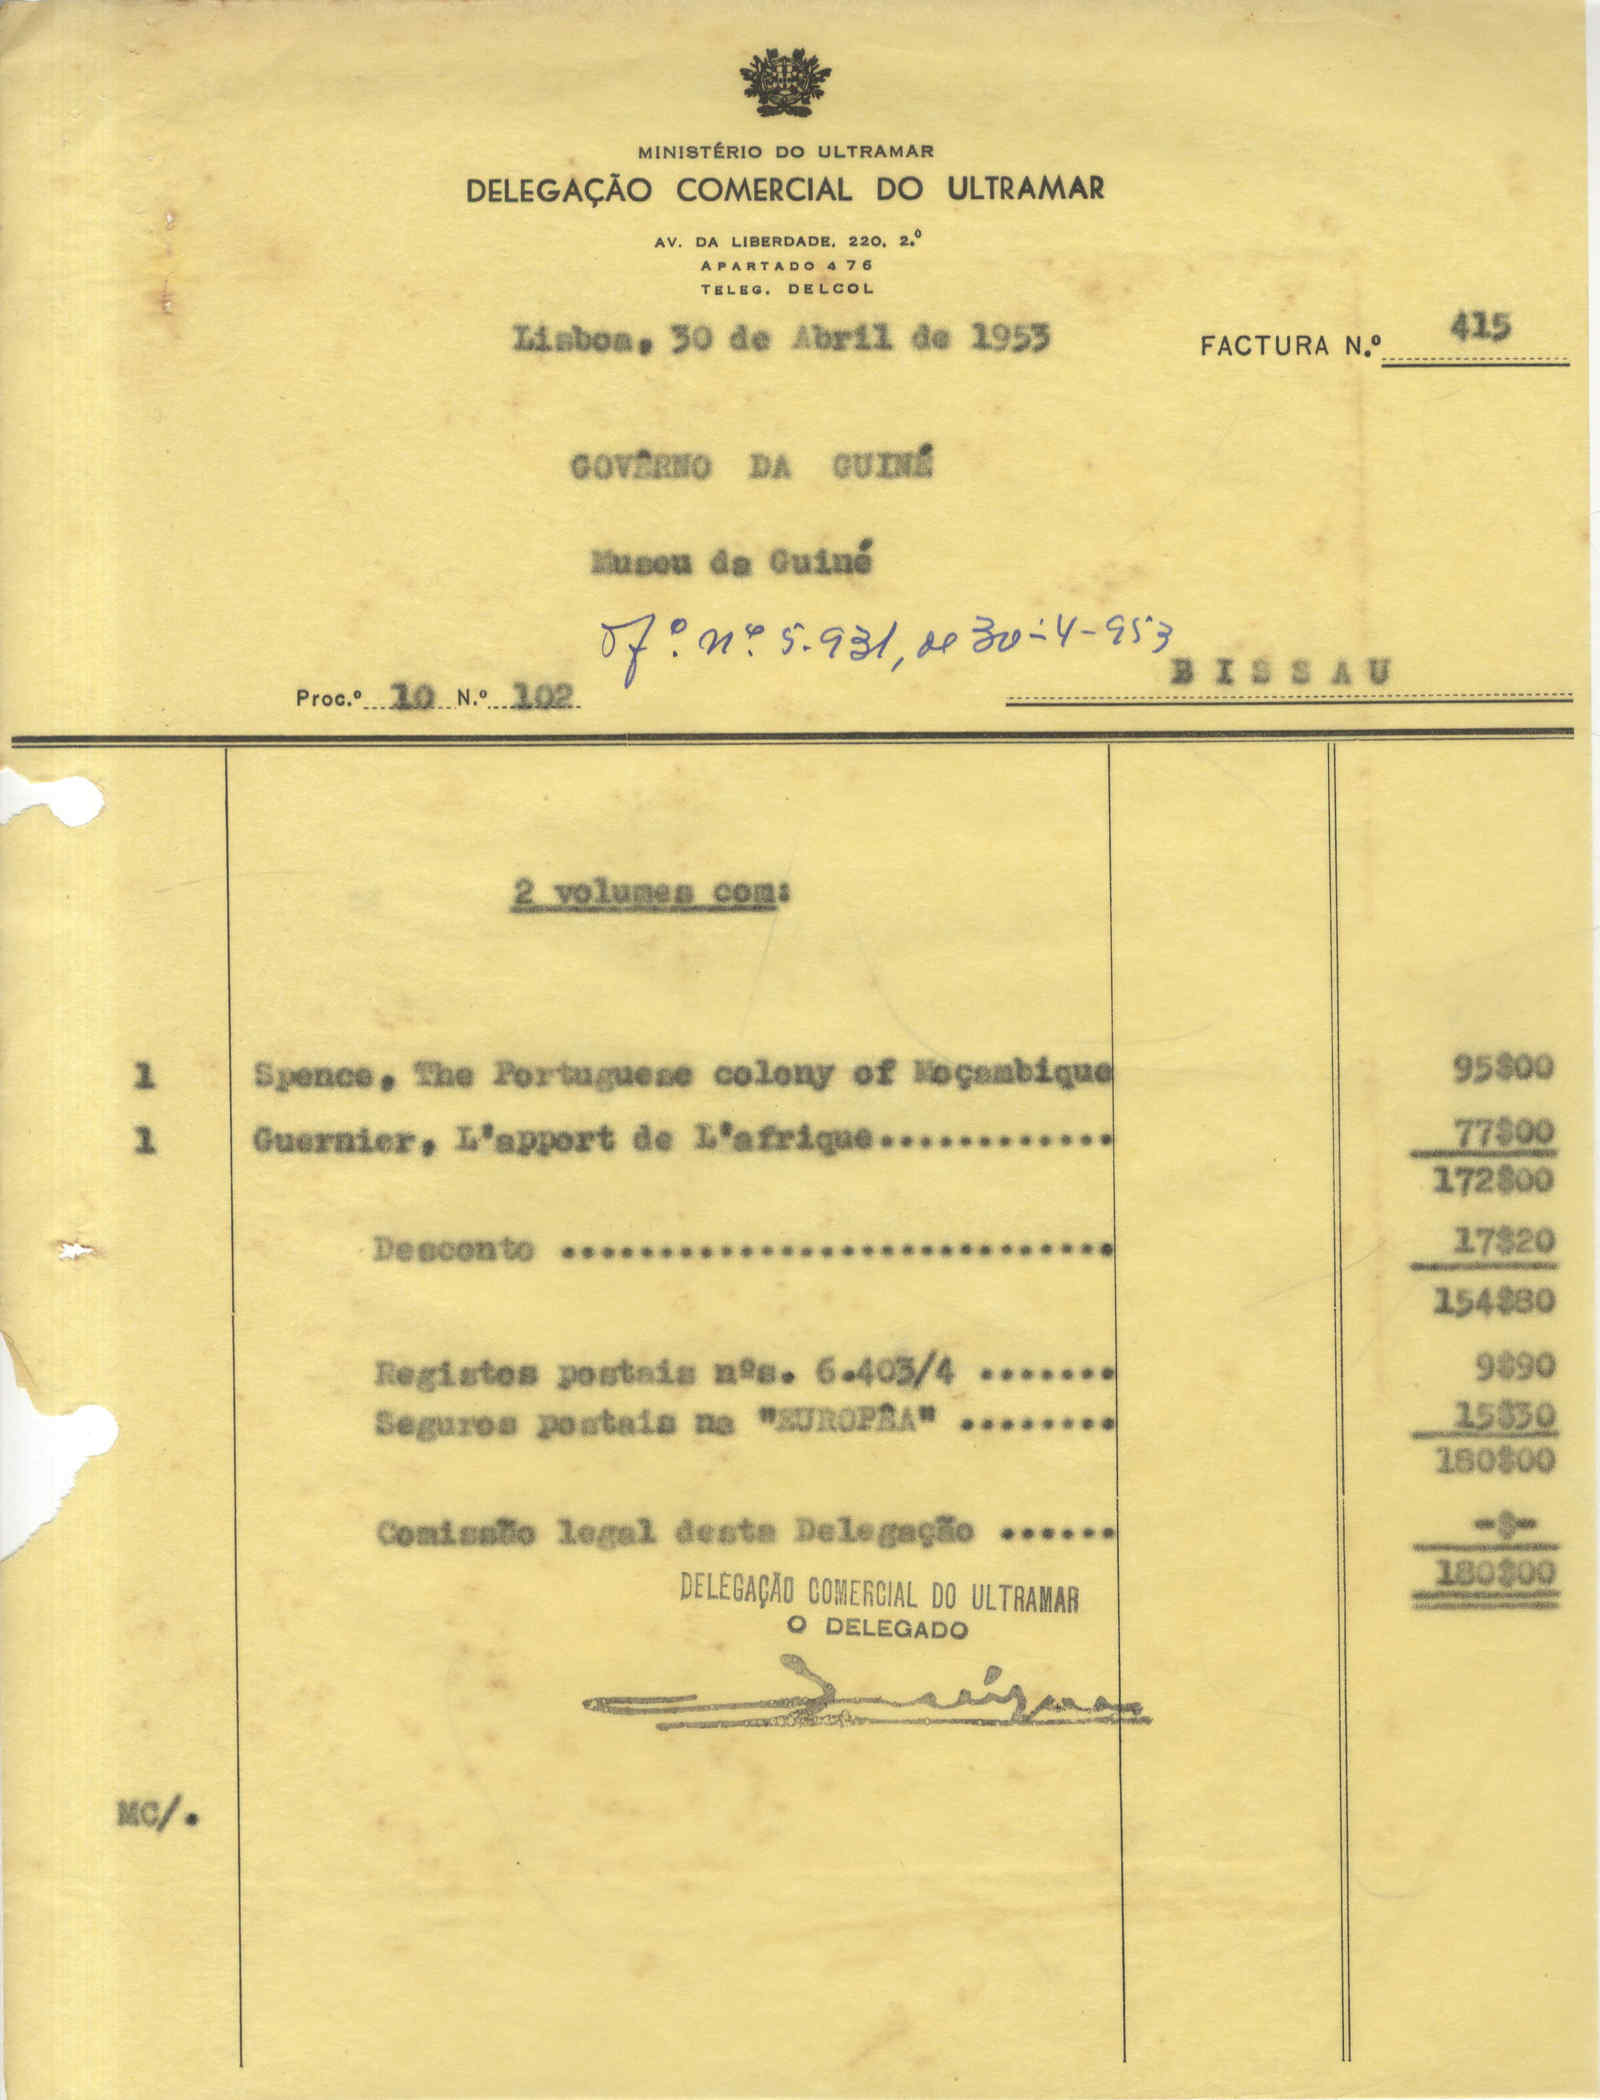 MINISTÉRIO DO ULTRAMAR
DELEGAÇÃO COMERCIAL DO ULTRAMAR
AV. DA LIBERDADE, 220, 2.º
APARTADO 476
TELEG. DELCOL
Lisboa, 30 de Abril de 1953
FACTURA N.º 415
GOVÊRNO DA GUINÉ
Museu da Guiné
Of.º nº 5.931, de 30-4-953
BISSAU
Proc.º 10 N.º 102
2 volumes com:
1 Spence, The Portuguese colony of Moçambique 95$00
1 Guernier, L'apport de L'afrique............ 77$00
172$00
Desconto ............................ 17$20
154$80
Registos postais nºs. 6.403/4 ....... 9$90
Seguros postais na "EUROPÊA" ........ 15$30
180$00
Comissão legal desta Delegação ...... -$-
180$00
DELEGAÇÃO COMERCIAL DO ULTRAMAR
O DELEGADO
MC/.